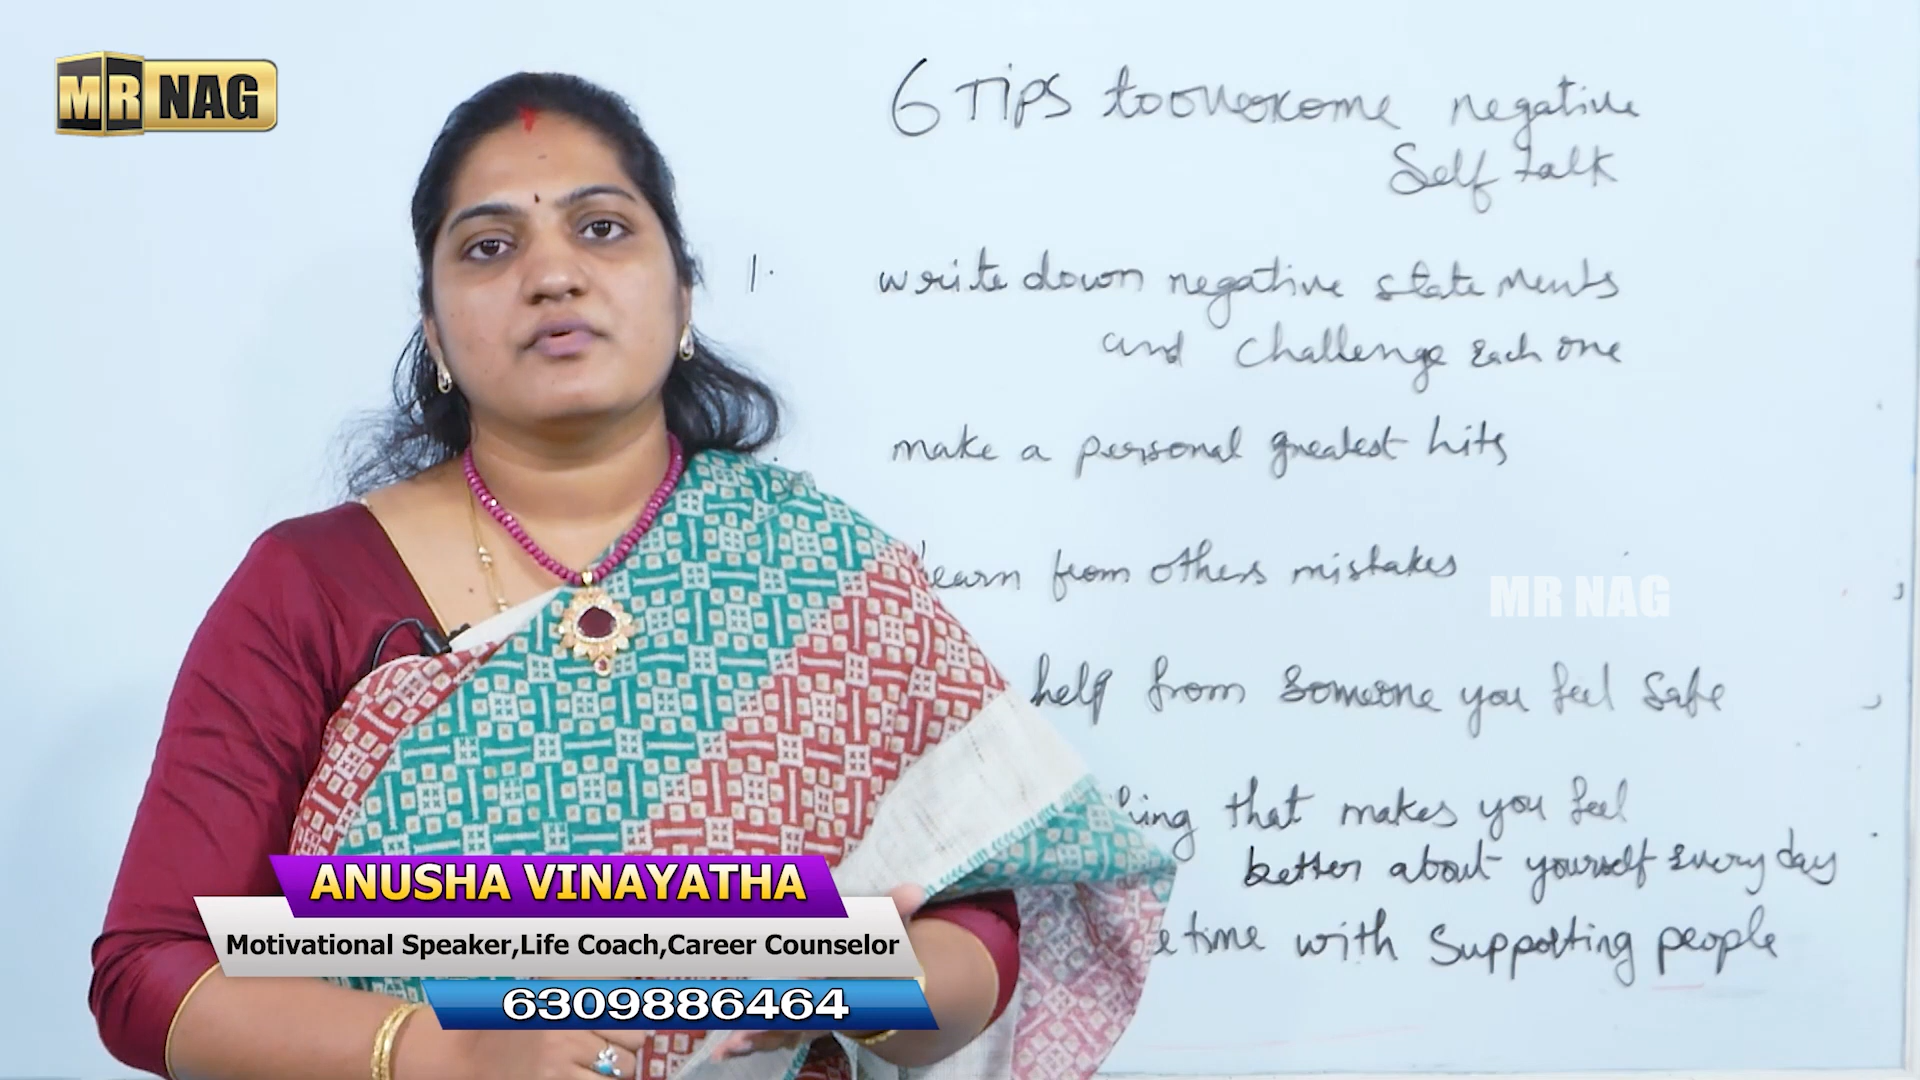 MR NAG
6 Tips to overcome negative
Self talk
1. write down negative statements
and challenge Each one
make a personal greatest hits
learn from others mistakes
MR NAG
help from someone you feel safe
that makes you feel
better about yourself Every day
time with Supporting people
ANUSHA VINAYATHA
Motivational Speaker,Life Coach,Career Counselor
6309886464